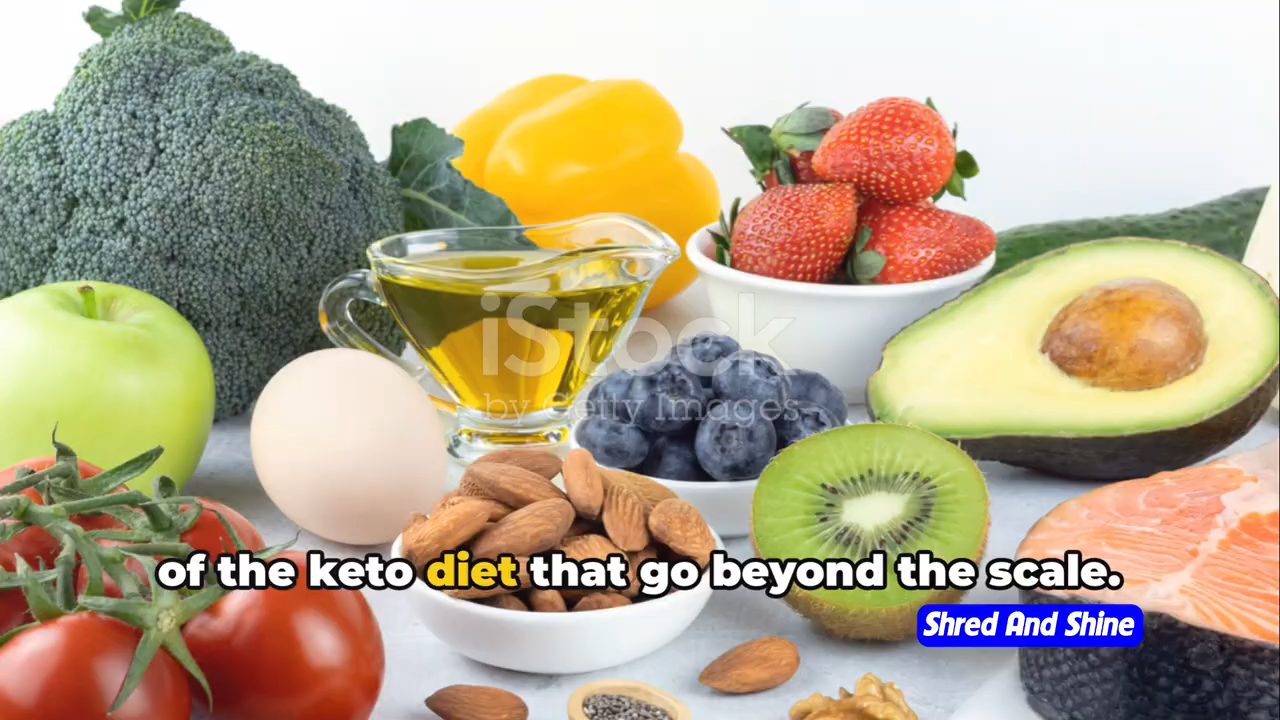 iStock
by Getty Images
of the keto diet that go beyond the scale.
Shred And Shine